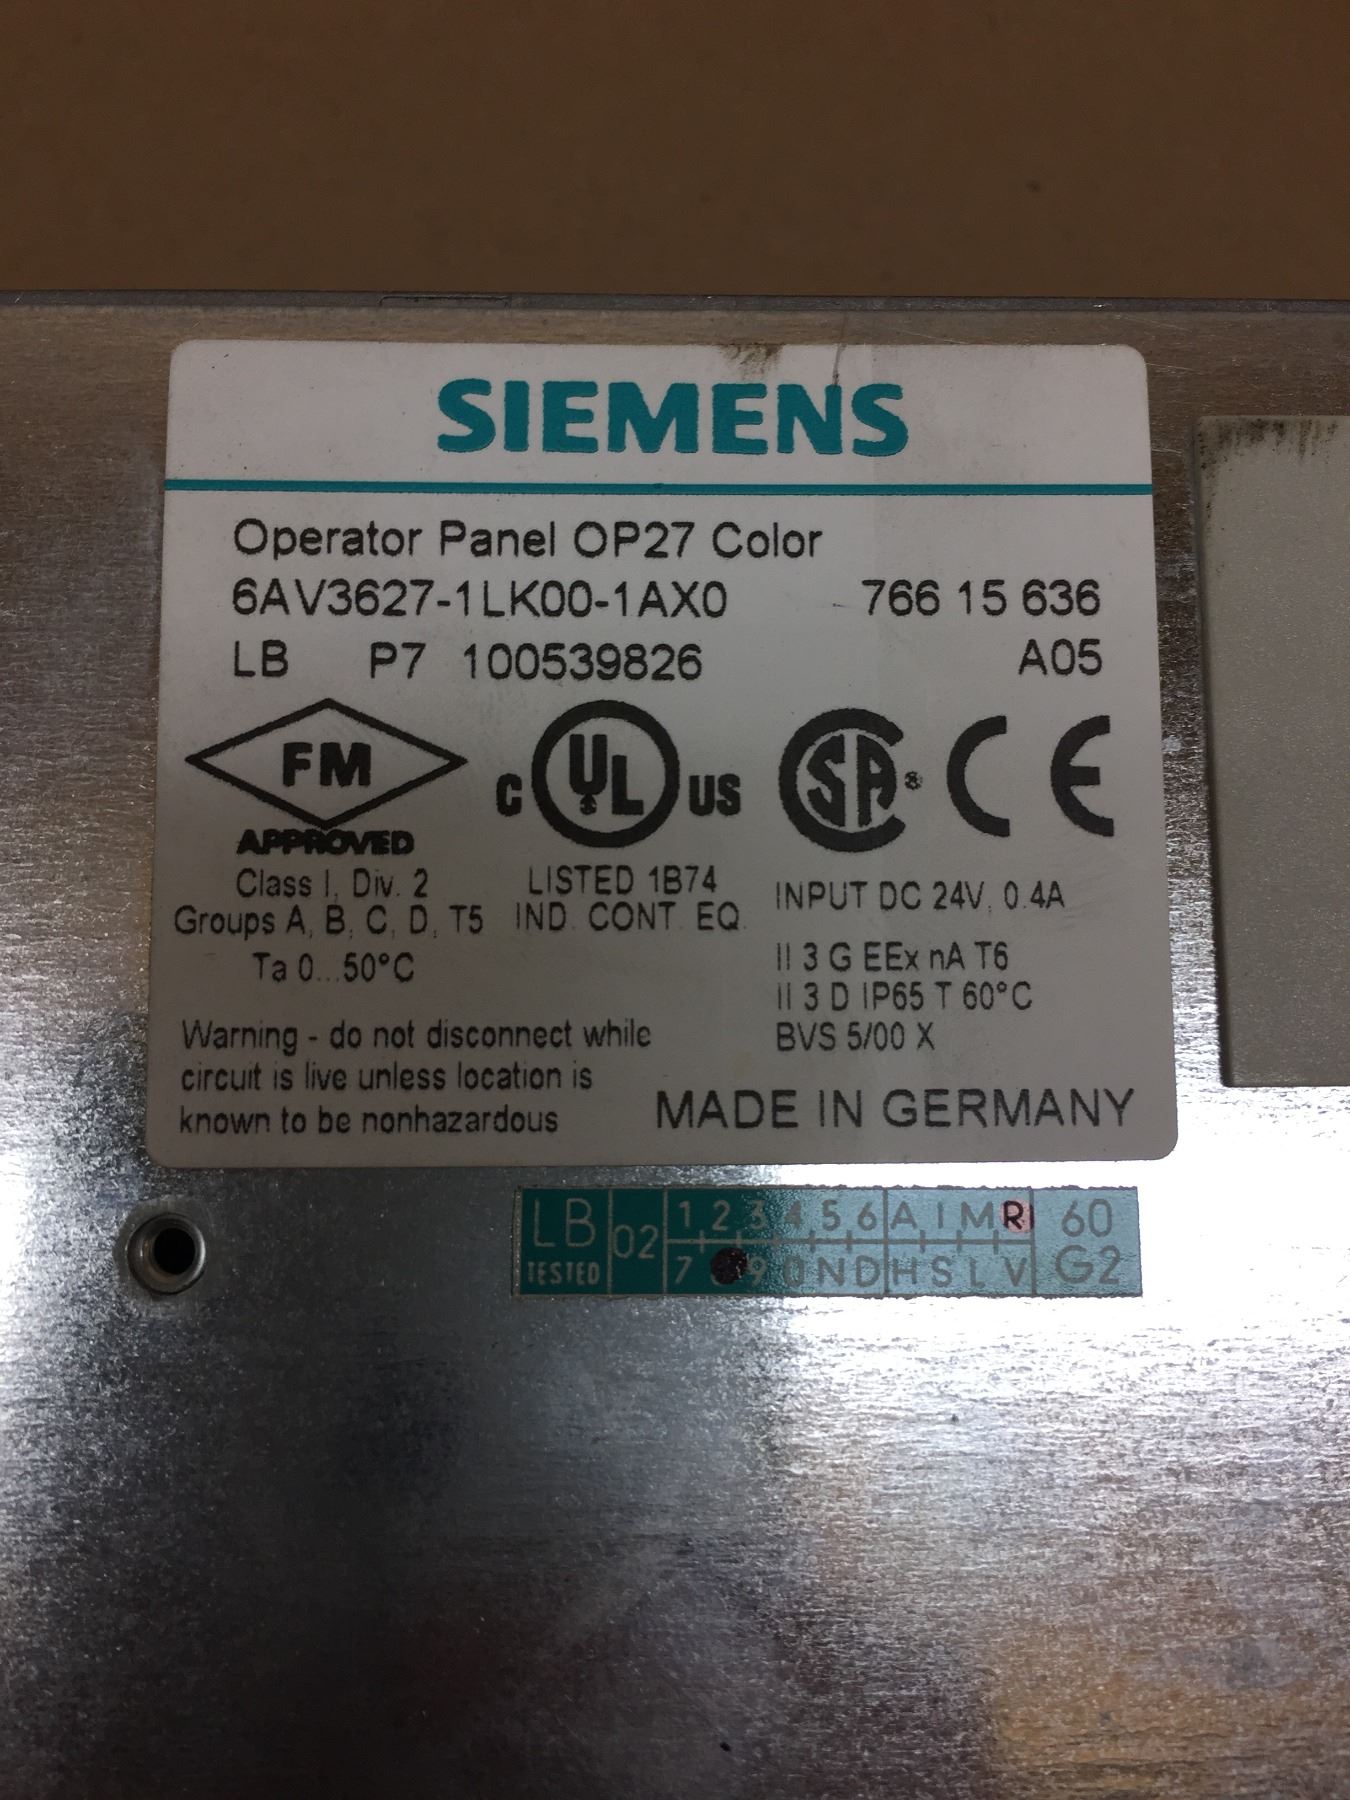 SIEMENS
Operator Panel OP27 Color
6AV3627-1LK00-1AX0 766 15 636
LB P7 100539826 A05
FM
APPROVED
C UL US
SA
CE
Class I, Div. 2
Groups A, B, C, D, T5
Ta 0...50°C
LISTED 1B74
IND. CONT. EQ.
INPUT DC 24V, 0.4A
II 3 G EEx nA T6
II 3 D IP65 T 60°C
BVS 5/00 X
Warning - do not disconnect while
circuit is live unless location is
known to be nonhazardous
MADE IN GERMANY
LB TESTED 02
1 2 3 4 5 6 A I M R 60
7 9 0 N D H S L V G2